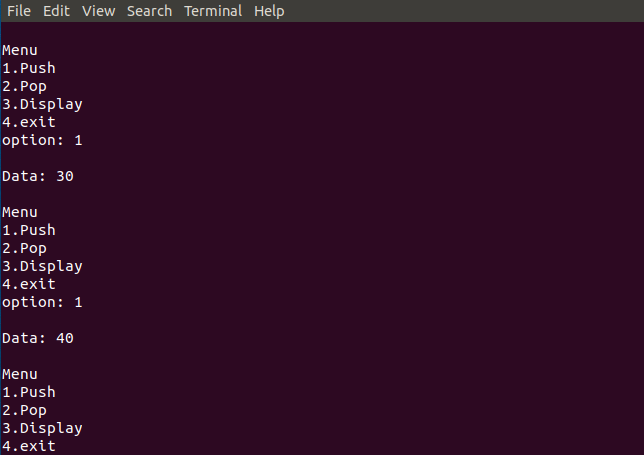 File Edit View Search Terminal Help
Menu
1.Push
2.Pop
3.Display
4.exit
option: 1
Data: 30
Menu
1.Push
2.Pop
3.Display
4.exit
option: 1
Data: 40
Menu
1.Push
2.Pop
3.Display
4.exit